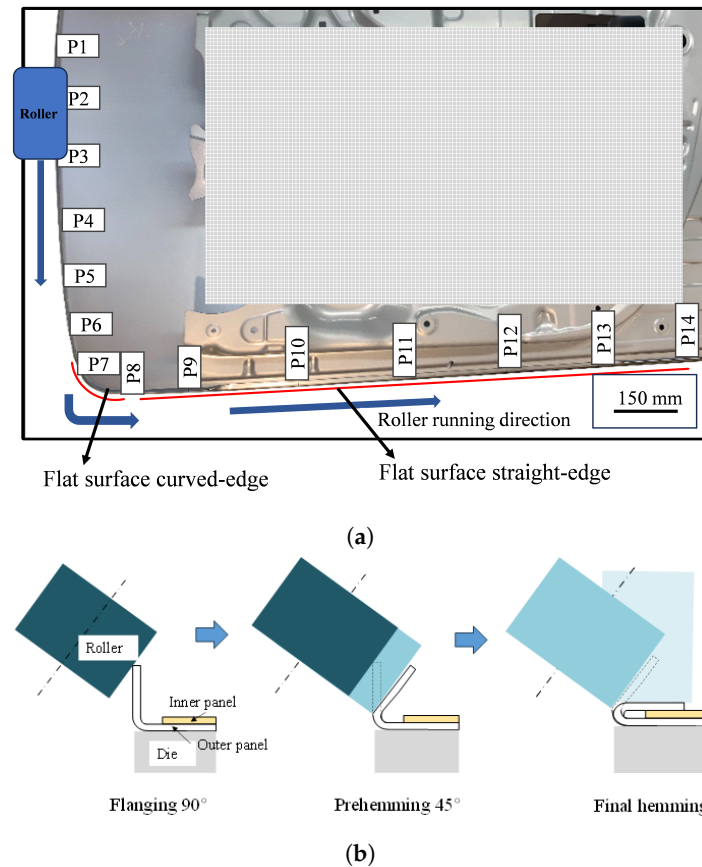 P1
P2
Roller
P3
P4
P5
P6
P7
P8
P9
P10
P11
P12
P13
P14
150 mm
Roller running direction
Flat surface curved-edge
Flat surface straight-edge
(a)
Roller
Inner panel
Outer panel
Die
Flanging 90°
Prehemming 45°
Final hemming
(b)